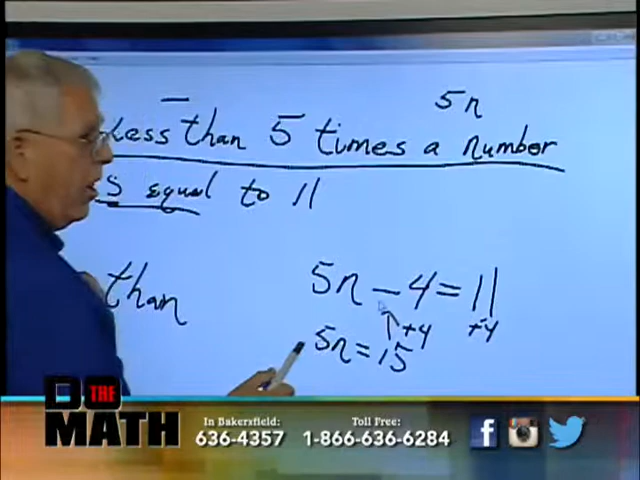 5n
Less than 5 times a number
s equal to 11
than
5n − 4 = 11
+4 +4
5n = 15
DO THE MATH
In Bakersfield:
636-4357
Toll Free:
1-866-636-6284